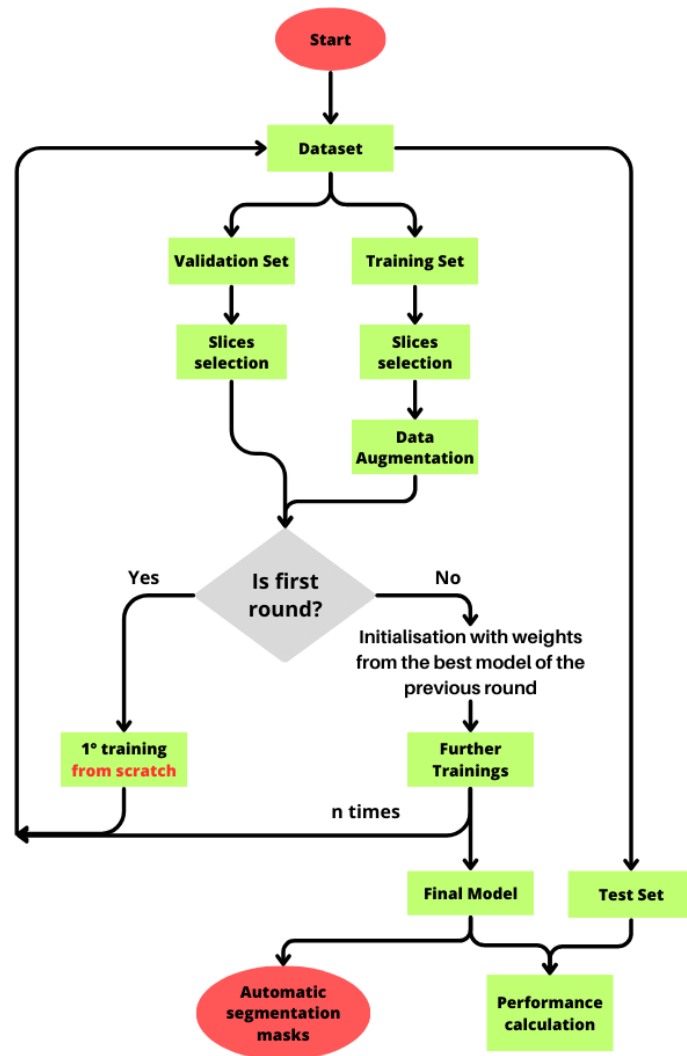 Start
Dataset
Validation Set
Training Set
Slices
selection
Slices
selection
Data
Augmentation
Is first
round?
Yes
No
Initialisation with weights
from the best model of the
previous round
1° training
from scratch
Further
Trainings
n times
Final Model
Test Set
Automatic
segmentation
masks
Performance
calculation